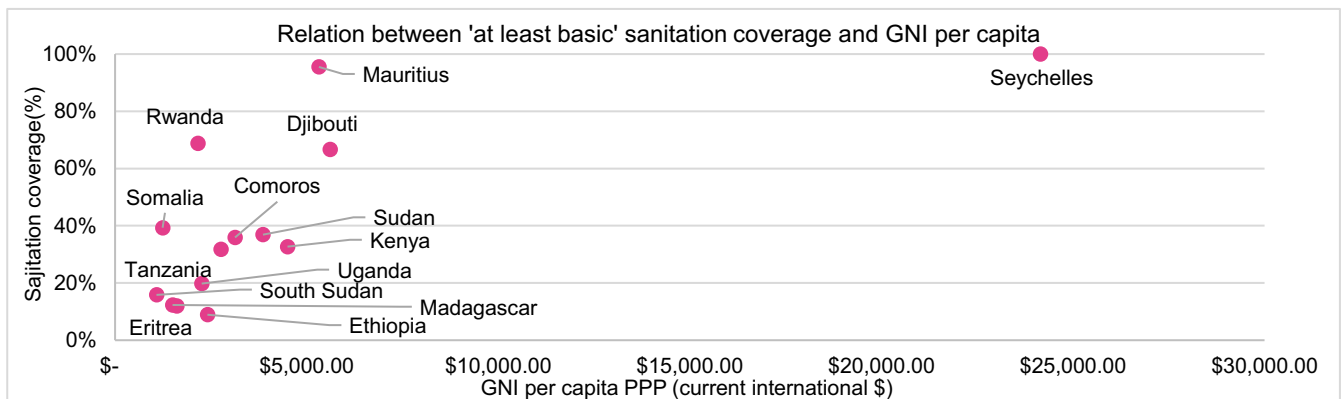 Relation between 'at least basic' sanitation coverage and GNI per capita
Sajitation coverage(%)
100%
80%
60%
40%
20%
0%
Mauritius
Seychelles
Rwanda
Djibouti
Comoros
Somalia
Sudan
Kenya
Tanzania
Uganda
South Sudan
Madagascar
Eritrea
Ethiopia
$-
$5,000.00
$10,000.00
$15,000.00
$20,000.00
$25,000.00
$30,000.00
GNI per capita PPP (current international $)